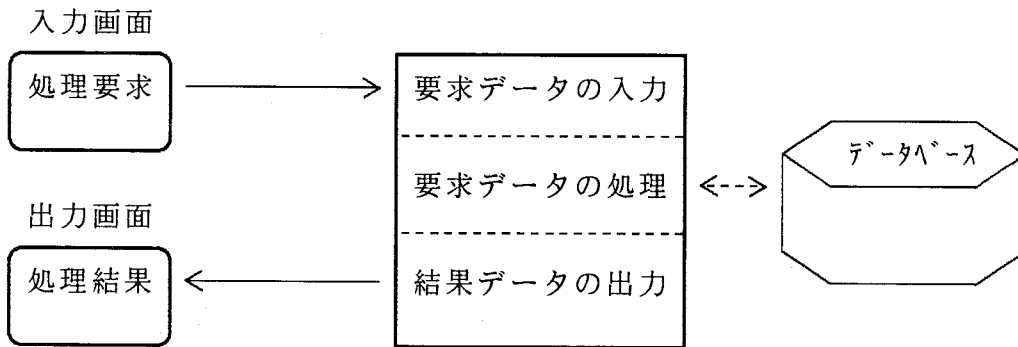 入力画面
処理要求
要求データの入力
データベース
要求データの処理
出力画面
処理結果
結果データの出力